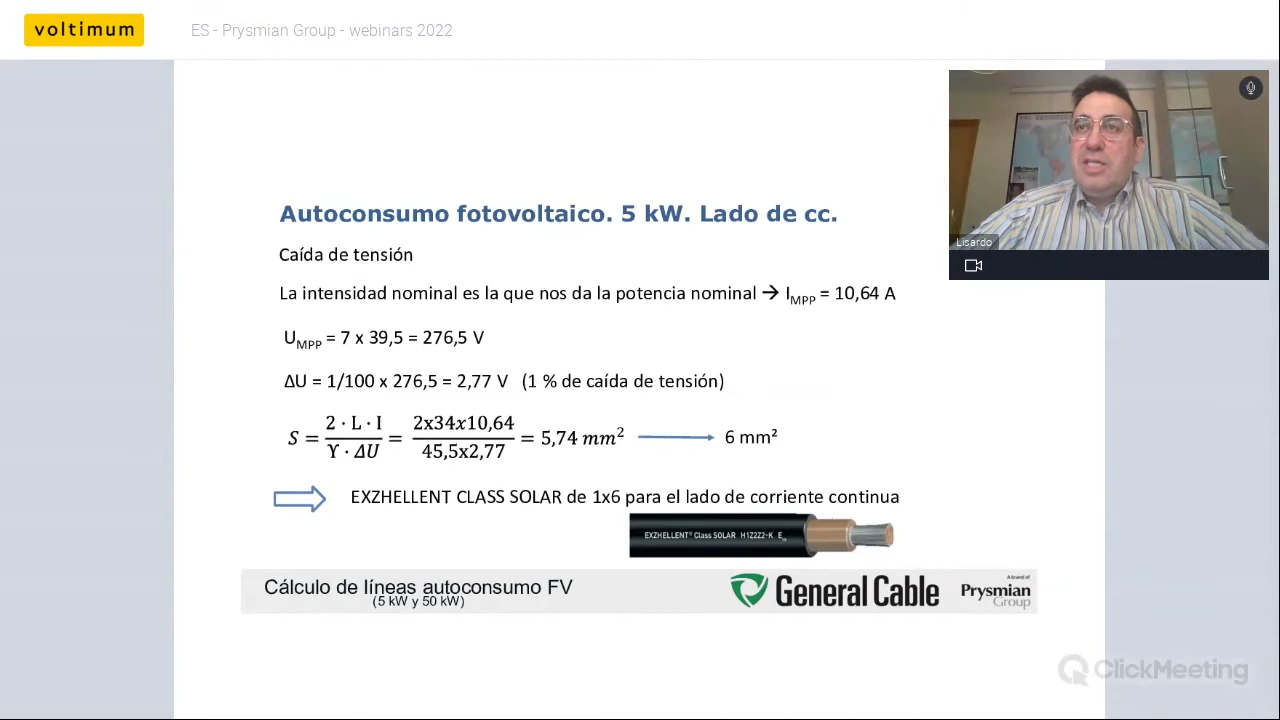 voltimum
ES - Prysmian Group - webinars 2022
Lisardo
Autoconsumo fotovoltaico. 5 kW. Lado de cc.
Caída de tensión
La intensidad nominal es la que nos da la potencia nominal → I_MPP = 10,64 A
U_MPP = 7 x 39,5 = 276,5 V
ΔU = 1/100 x 276,5 = 2,77 V (1 % de caída de tensión)
S = (2 · L · I)/(ϒ · ΔU) = (2x34x10,64)/(45,5x2,77) = 5,74 mm² → 6 mm²
EXZHELLENT CLASS SOLAR de 1x6 para el lado de corriente continua
EXZHELLENT® Class SOLAR H1Z2Z2-K
Cálculo de líneas autoconsumo FV
(5 kW y 50 kW)
General Cable
A brand of
Prysmian
Group
ClickMeeting